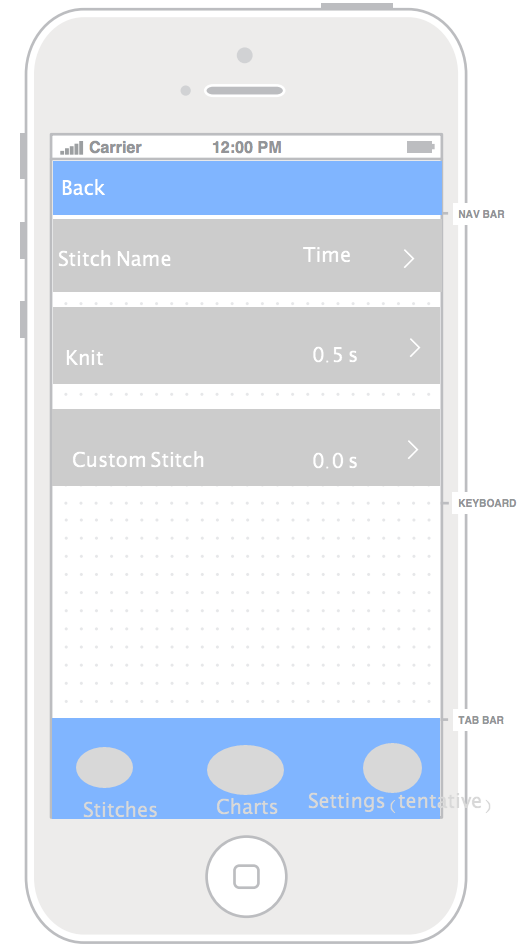 Carrier 12:00 PM
Back
NAV BAR
Stitch Name Time
Knit 0.5 s
Custom Stitch 0.0 s
KEYBOARD
TAB BAR
Stitches Charts Settings (tentative)